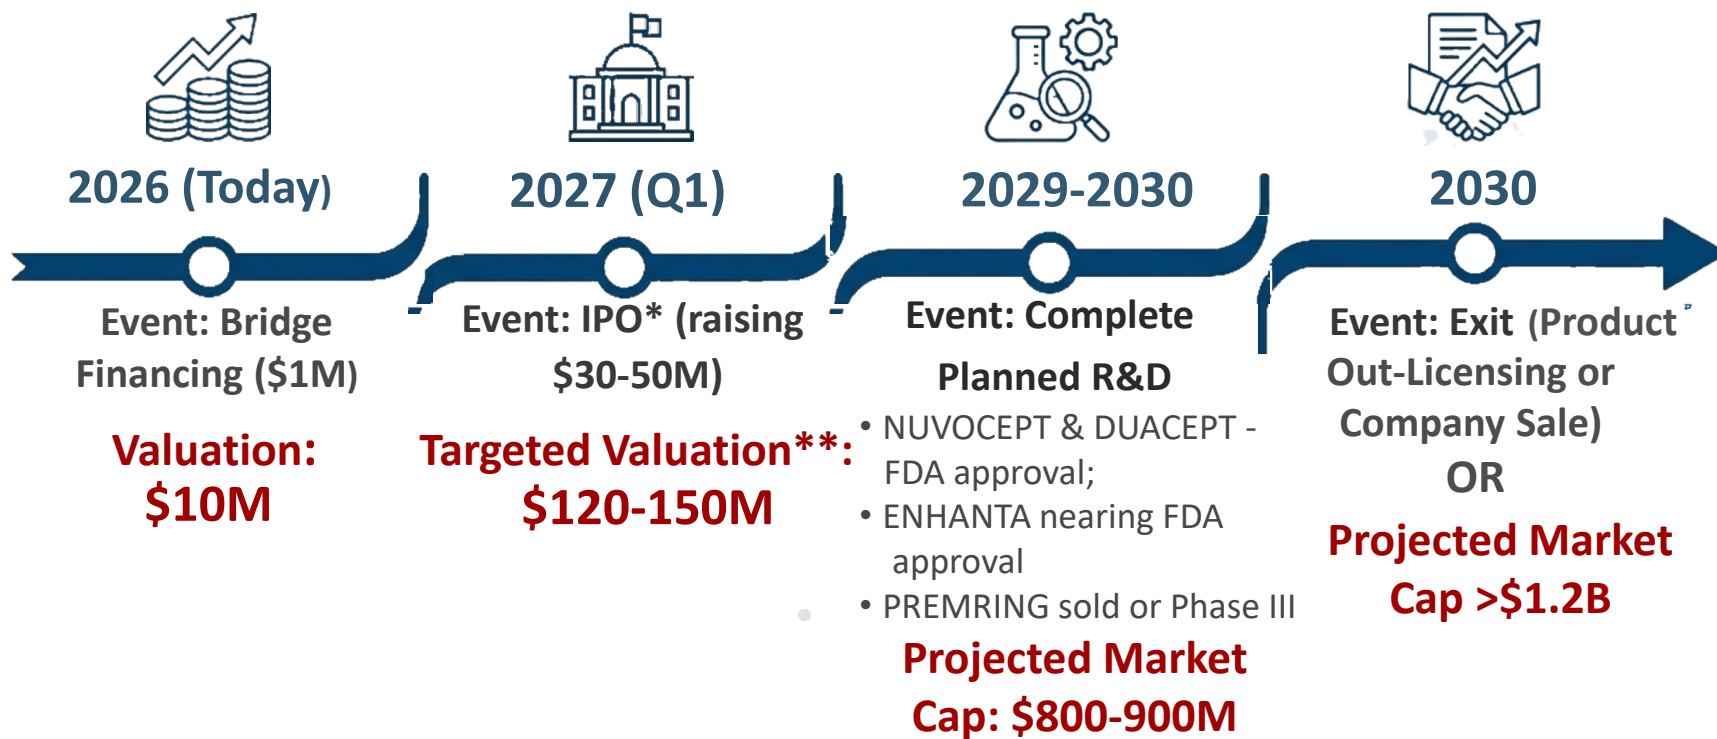 2026 (Today)
Event: Bridge
Financing ($1M)
Valuation:
$10M
2027 (Q1)
Event: IPO* (raising
$30-50M)
Targeted Valuation**:
$120-150M
2029-2030
Event: Complete
Planned R&D
• NUVOCEPT & DUACEPT -
FDA approval;
• ENHANTA nearing FDA
approval
• PREMRING sold or Phase III
Projected Market
Cap: $800-900M
2030
Event: Exit (Product
Out-Licensing or
Company Sale)
OR
Projected Market
Cap >$1.2B